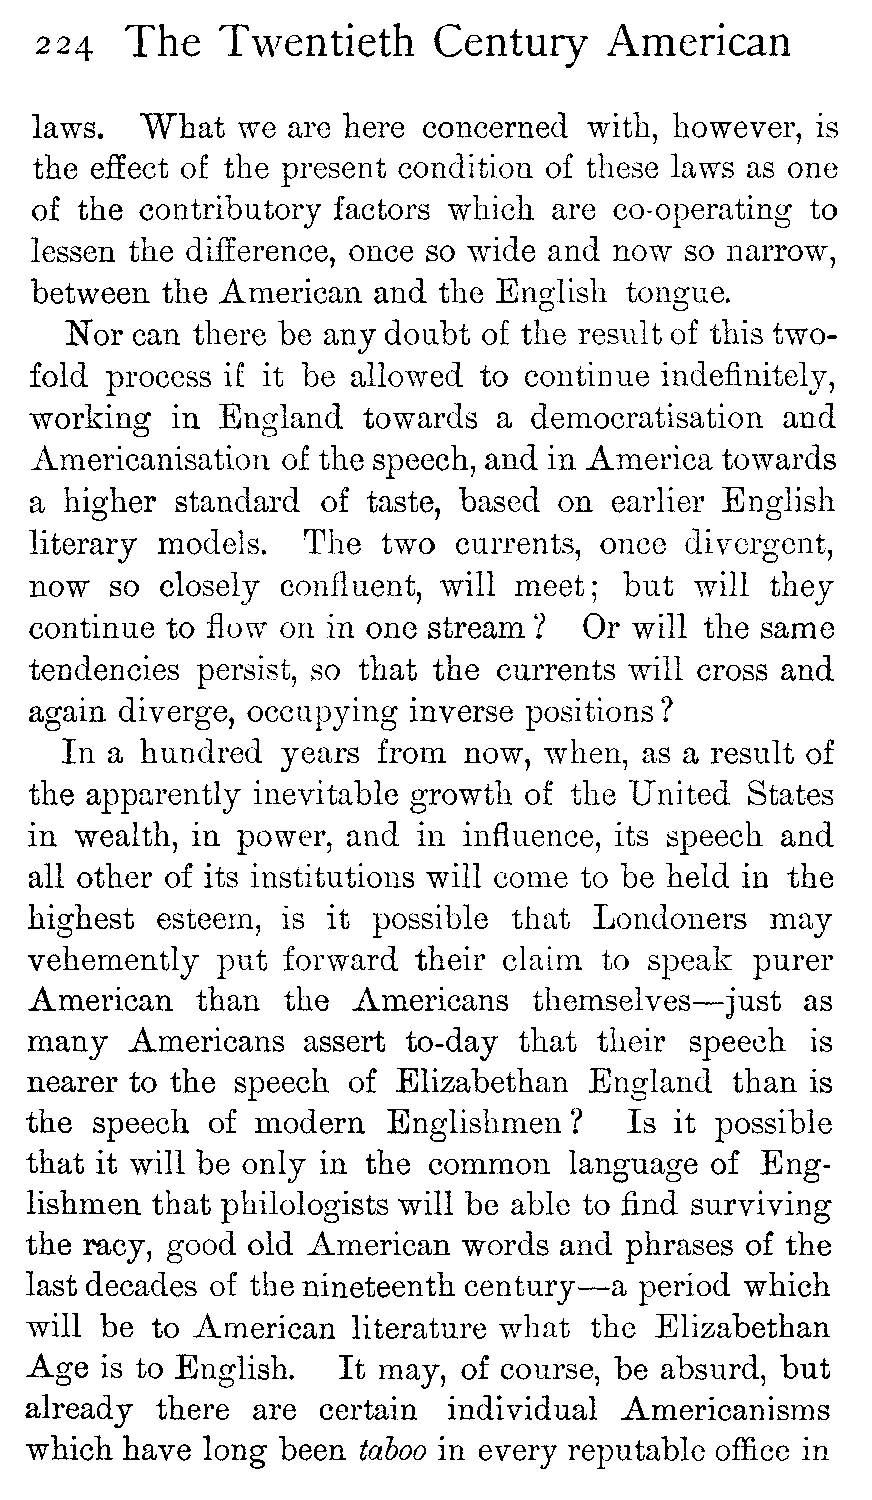 224 The Twentieth Century American
laws. What we are here concerned with, however, is
the effect of the present condition of these laws as one
of the contributory factors which are co-operating to
lessen the difference, once so wide and now so narrow,
between the American and the English tongue.
Nor can there be any doubt of the result of this two-
fold process if it be allowed to continue indefinitely,
working in England towards a democratisation and
Americanisation of the speech, and in America towards
a higher standard of taste, based on earlier English
literary models. The two currents, once divergent,
now so closely confluent, will meet; but will they
continue to flow on in one stream? Or will the same
tendencies persist, so that the currents will cross and
again diverge, occupying inverse positions?
In a hundred years from now, when, as a result of
the apparently inevitable growth of the United States
in wealth, in power, and in influence, its speech and
all other of its institutions will come to be held in the
highest esteem, is it possible that Londoners may
vehemently put forward their claim to speak purer
American than the Americans themselves—just as
many Americans assert to-day that their speech is
nearer to the speech of Elizabethan England than is
the speech of modern Englishmen? Is it possible
that it will be only in the common language of Eng-
lishmen that philologists will be able to find surviving
the racy, good old American words and phrases of the
last decades of the nineteenth century—a period which
will be to American literature what the Elizabethan
Age is to English. It may, of course, be absurd, but
already there are certain individual Americanisms
which have long been taboo in every reputable office in